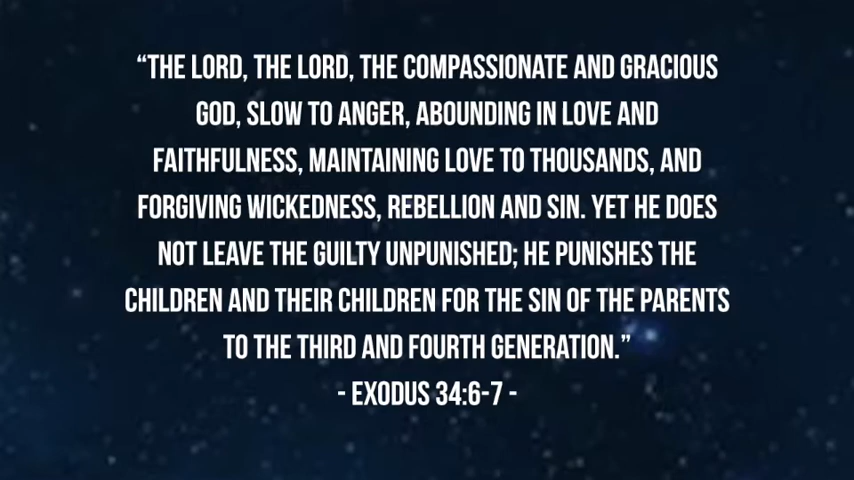 “THE LORD, THE LORD, THE COMPASSIONATE AND GRACIOUS
GOD, SLOW TO ANGER, ABOUNDING IN LOVE AND
FAITHFULNESS, MAINTAINING LOVE TO THOUSANDS, AND
FORGIVING WICKEDNESS, REBELLION AND SIN. YET HE DOES
NOT LEAVE THE GUILTY UNPUNISHED; HE PUNISHES THE
CHILDREN AND THEIR CHILDREN FOR THE SIN OF THE PARENTS
TO THE THIRD AND FOURTH GENERATION.”
- EXODUS 34:6-7 -